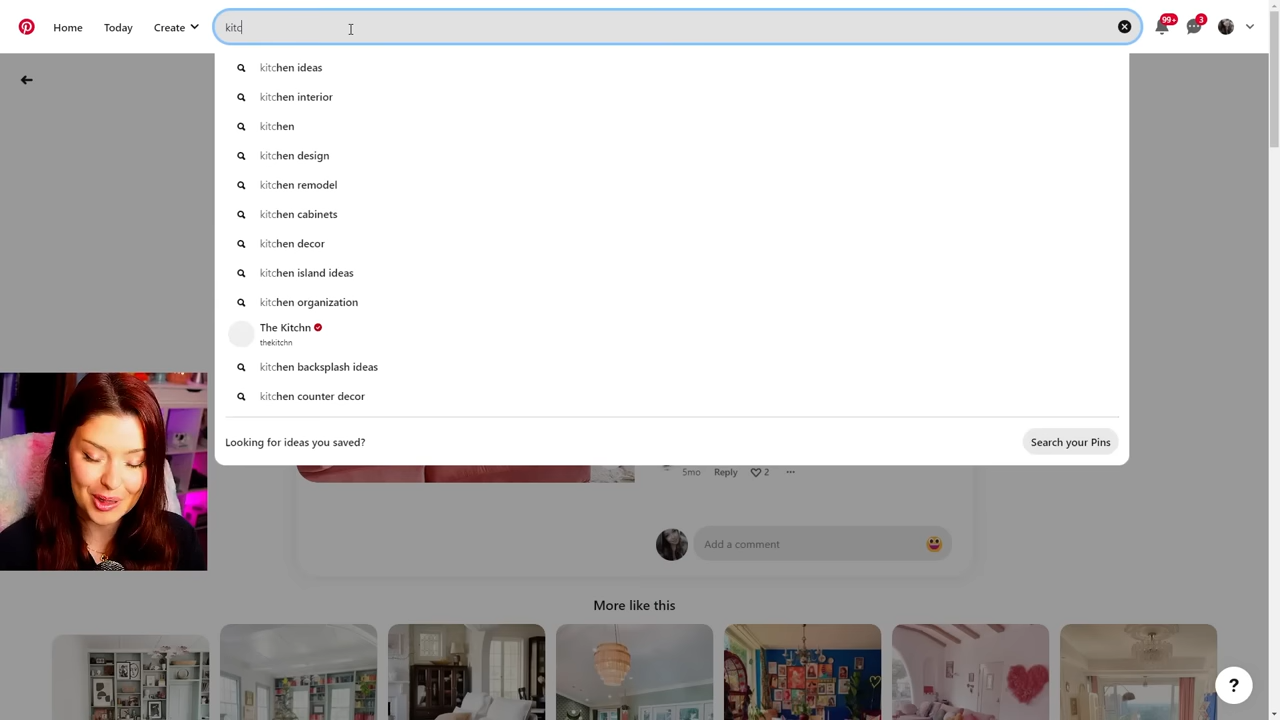 Home
Today
Create
kitc
99+
3
kitchen ideas
kitchen interior
kitchen
kitchen design
kitchen remodel
kitchen cabinets
kitchen decor
kitchen island ideas
kitchen organization
The Kitchn
thekitchn
kitchen backsplash ideas
kitchen counter decor
Looking for ideas you saved?
Search your Pins
5mo
Reply
2
Add a comment
More like this
?